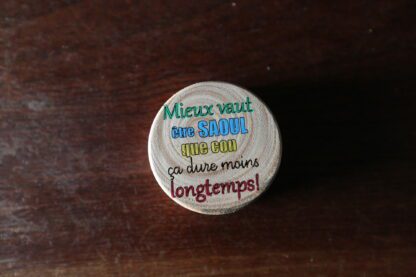 Mieux vaut
être SAOUL
que con
ça dure moins
longtemps!